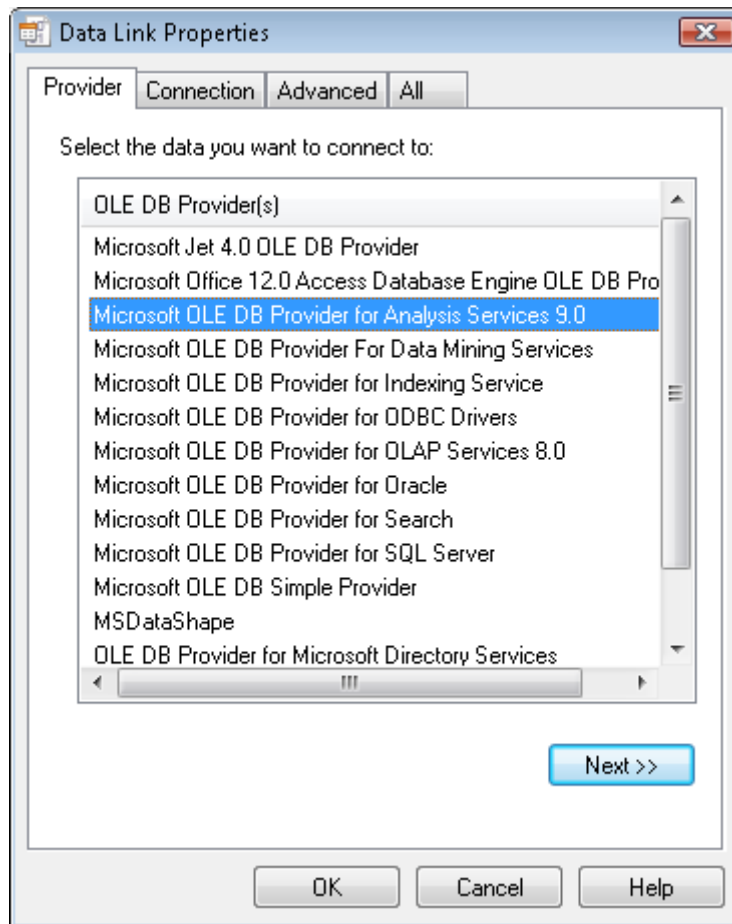 Data Link Properties
Provider Connection Advanced All
Select the data you want to connect to:
OLE DB Provider(s)
Microsoft Jet 4.0 OLE DB Provider
Microsoft Office 12.0 Access Database Engine OLE DB Pro
Microsoft OLE DB Provider for Analysis Services 9.0
Microsoft OLE DB Provider For Data Mining Services
Microsoft OLE DB Provider for Indexing Service
Microsoft OLE DB Provider for ODBC Drivers
Microsoft OLE DB Provider for OLAP Services 8.0
Microsoft OLE DB Provider for Oracle
Microsoft OLE DB Provider for Search
Microsoft OLE DB Provider for SQL Server
Microsoft OLE DB Simple Provider
MSDataShape
OLE DB Provider for Microsoft Directory Services
Next >>
OK Cancel Help